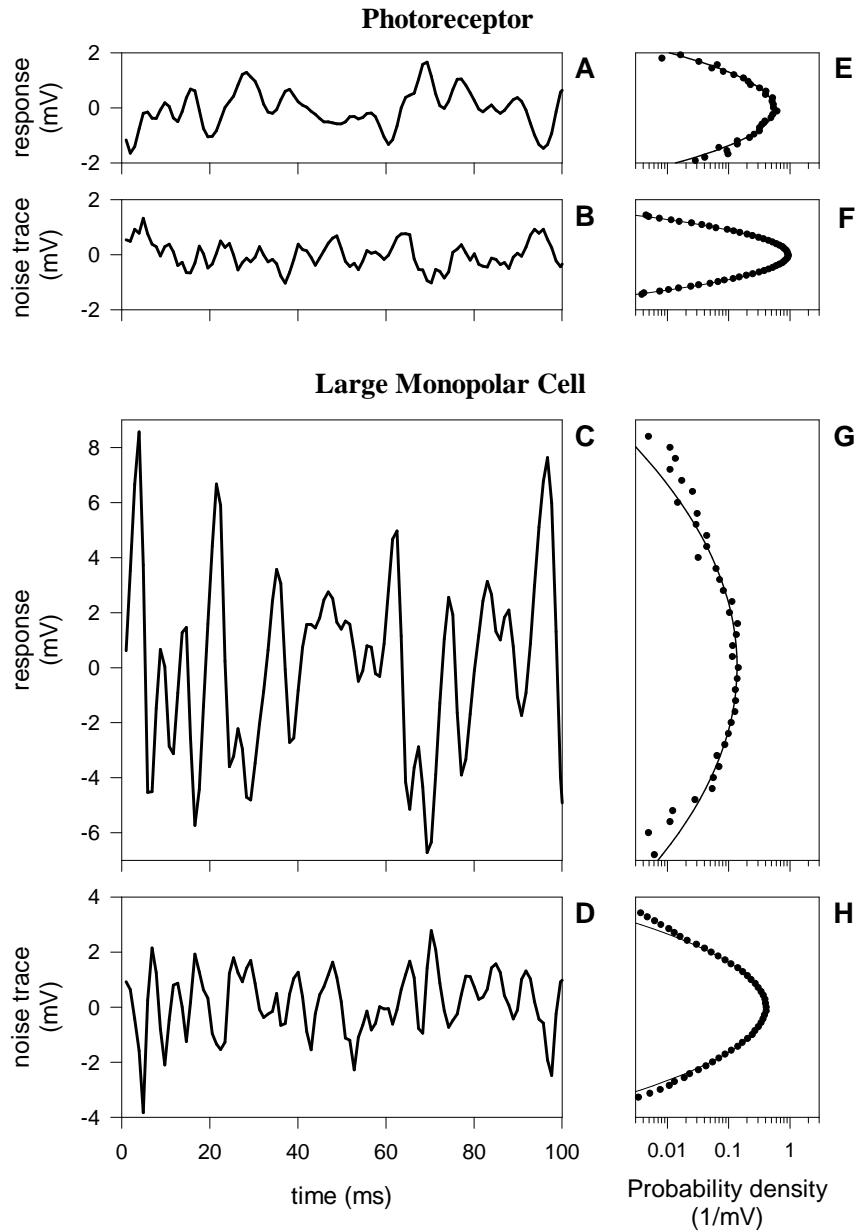 Photoreceptor
A
E
2
0
-2
response
(mV)
B
F
2
0
-2
noise trace
(mV)
Large Monopolar Cell
C
G
8
6
4
2
0
-2
-4
-6
response
(mV)
D
H
4
2
0
-2
-4
noise trace
(mV)
0 20 40 60 80 100
time (ms)
0.01 0.1 1
Probability density
(1/mV)